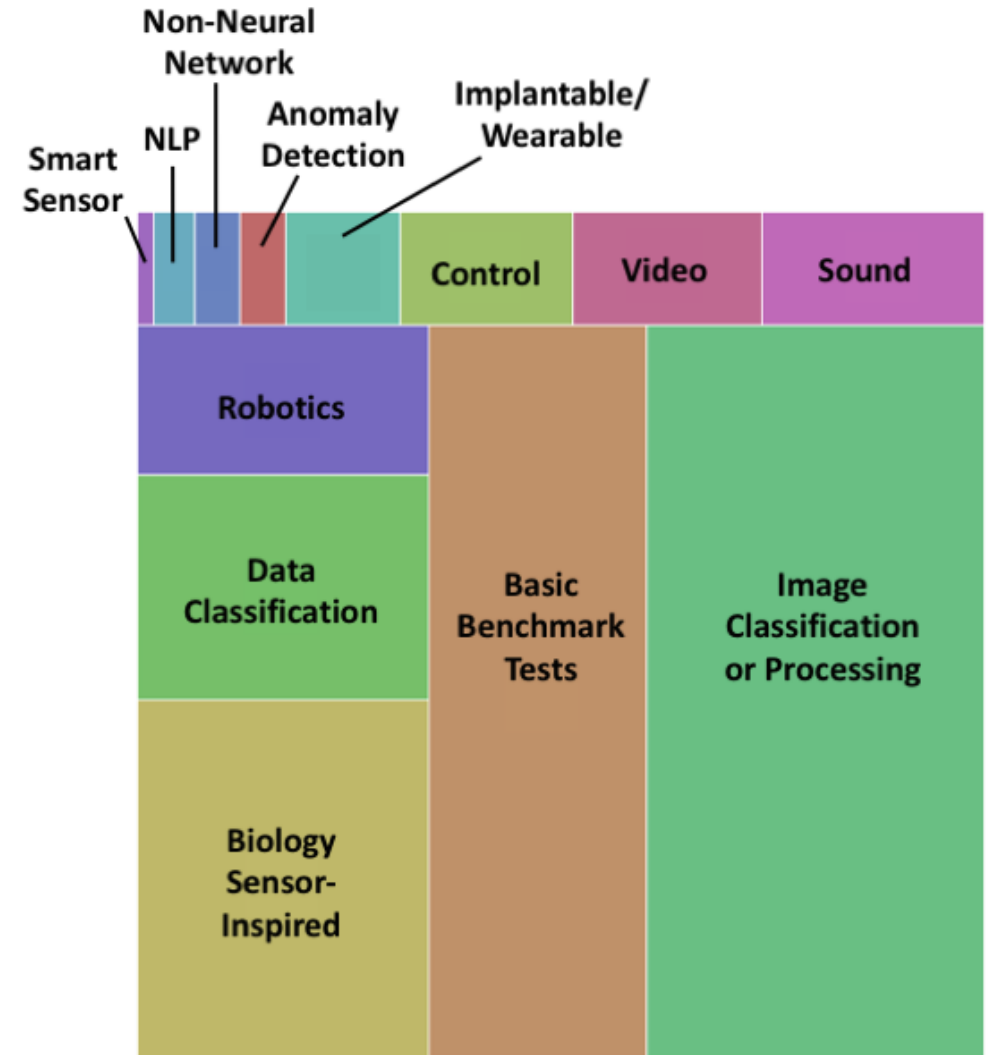 Non-Neural
Network
Implantable/
Wearable
Anomaly
Detection
NLP
Smart
Sensor
Control
Video
Sound
Robotics
Data
Classification
Basic
Benchmark
Tests
Image
Classification
or Processing
Biology
Sensor-
Inspired